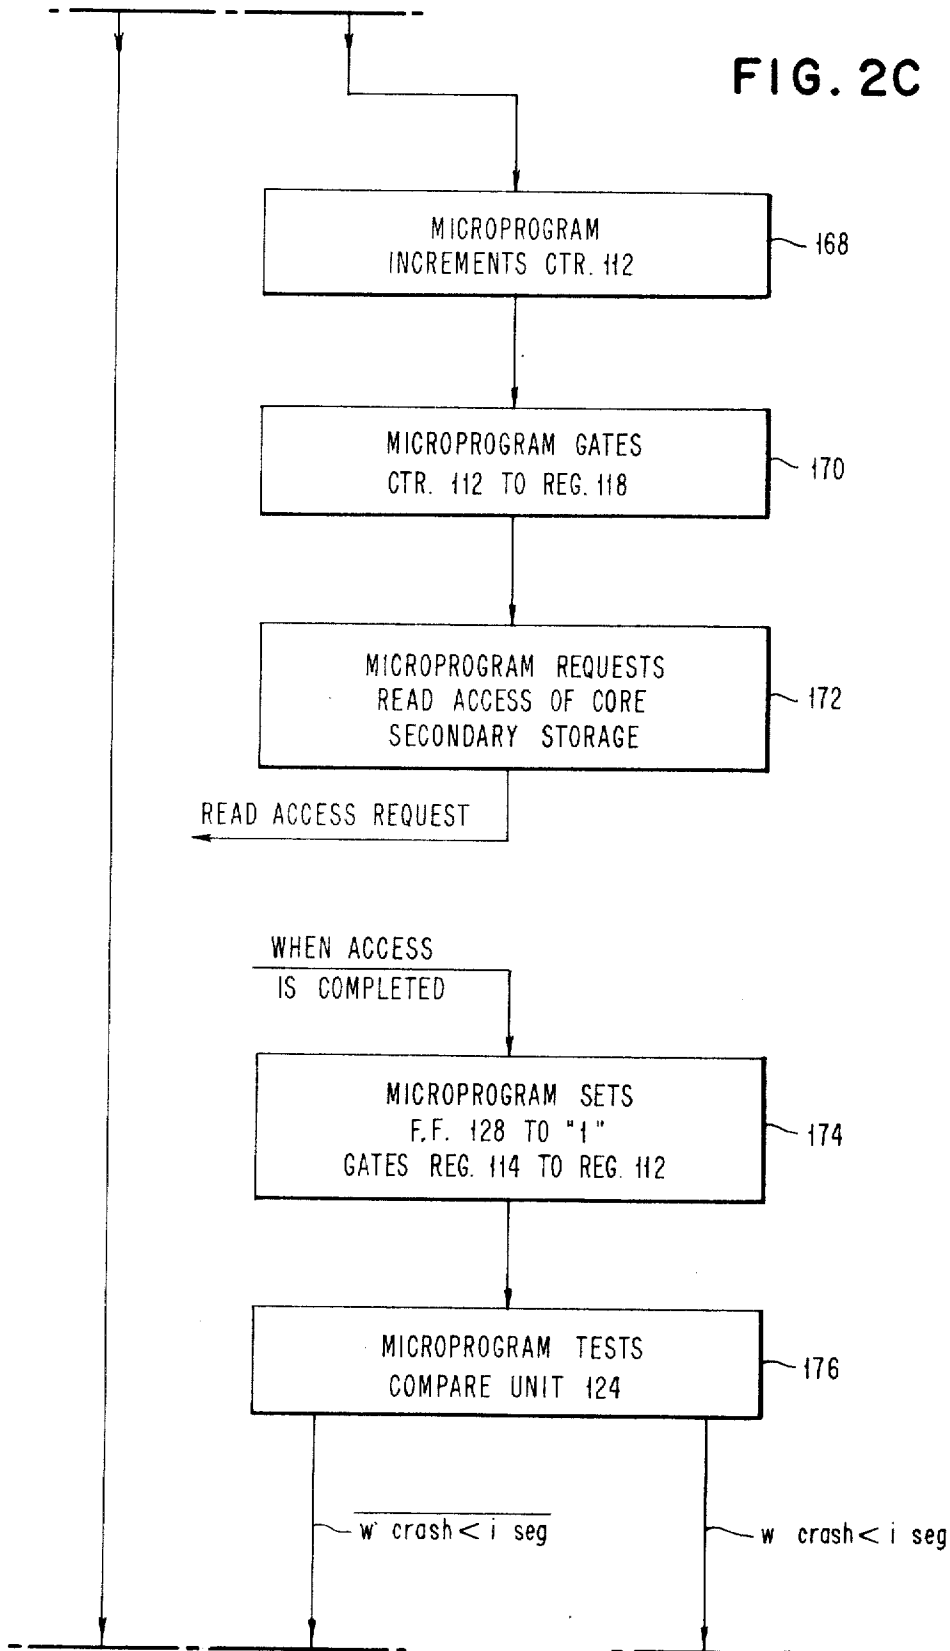 FIG. 2C
MICROPROGRAM
INCREMENTS CTR. 112
168
MICROPROGRAM GATES
CTR. 112 TO REG. 118
170
MICROPROGRAM REQUESTS
READ ACCESS OF CORE
SECONDARY STORAGE
172
READ ACCESS REQUEST
WHEN ACCESS
IS COMPLETED
MICROPROGRAM SETS
F.F. 128 TO "1"
GATES REG. 114 TO REG. 112
174
MICROPROGRAM TESTS
COMPARE UNIT 124
176
w crash < i seg
w crash < i seg